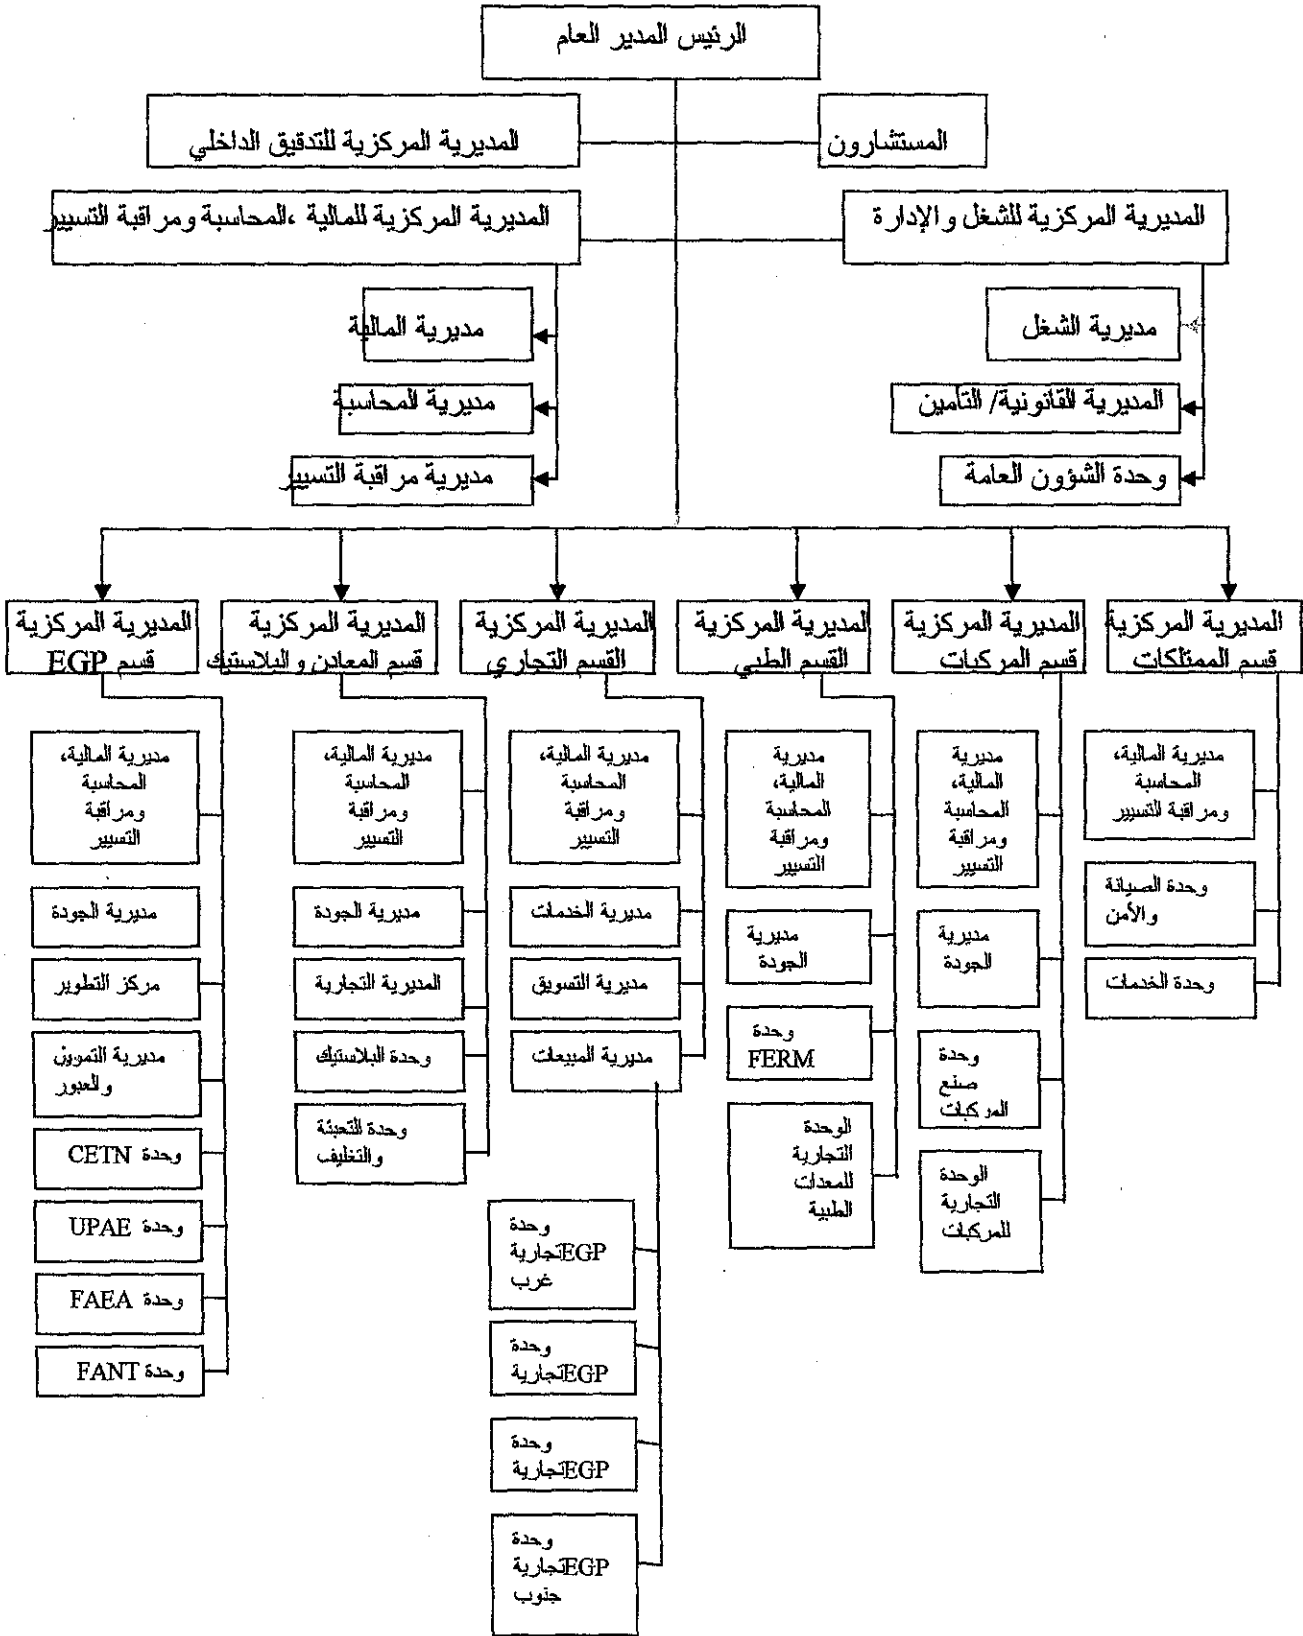 الرئيس المدير العام
المستشارون
المديرية المركزية للتدقيق الداخلي
المديرية المركزية للشغل والإدارة
المديرية المركزية للمالية ،المحاسبة ومراقبة التسيير
مديرية الشغل
المديرية القانونية/ التأمين
وحدة الشؤون العامة
مديرية المالية
مديرية المحاسبة
مديرية مراقبة التسيير
المديرية المركزية
قسم الممتلكات
المديرية المركزية
قسم المركبات
المديرية المركزية
القسم الطبي
المديرية المركزية
القسم التجاري
المديرية المركزية
قسم المعادن والبلاستيك
المديرية المركزية
قسم EGP
مديرية المالية،
المحاسبة
ومراقبة التسيير
وحدة الصيانة
والأمن
وحدة الخدمات
مديرية
المالية،
المحاسبة
ومراقبة
التسيير
مديرية
الجودة
وحدة
صنع
المركبات
الوحدة
التجارية
للمركبات
مديرية
المالية،
المحاسبة
ومراقبة
التسيير
مديرية
الجودة
وحدة
FERM
الوحدة
التجارية
للمعدات
الطبية
مديرية المالية،
المحاسبة
ومراقبة
التسيير
مديرية الخدمات
مديرية التسويق
مديرية المبيعات
وحدة
تجاريةEGP
غرب
وحدة
تجاريةEGP
وحدة
تجاريةEGP
وحدة
تجاريةEGP
جنوب
مديرية المالية،
المحاسبة
ومراقبة
التسيير
مديرية الجودة
المديرية التجارية
وحدة البلاستيك
وحدة التعبئة
والتغليف
مديرية المالية،
المحاسبة
ومراقبة
التسيير
مديرية الجودة
مركز التطوير
مديرية التموين
والعبور
وحدة CETN
وحدة UPAE
وحدة FAEA
وحدة FANT